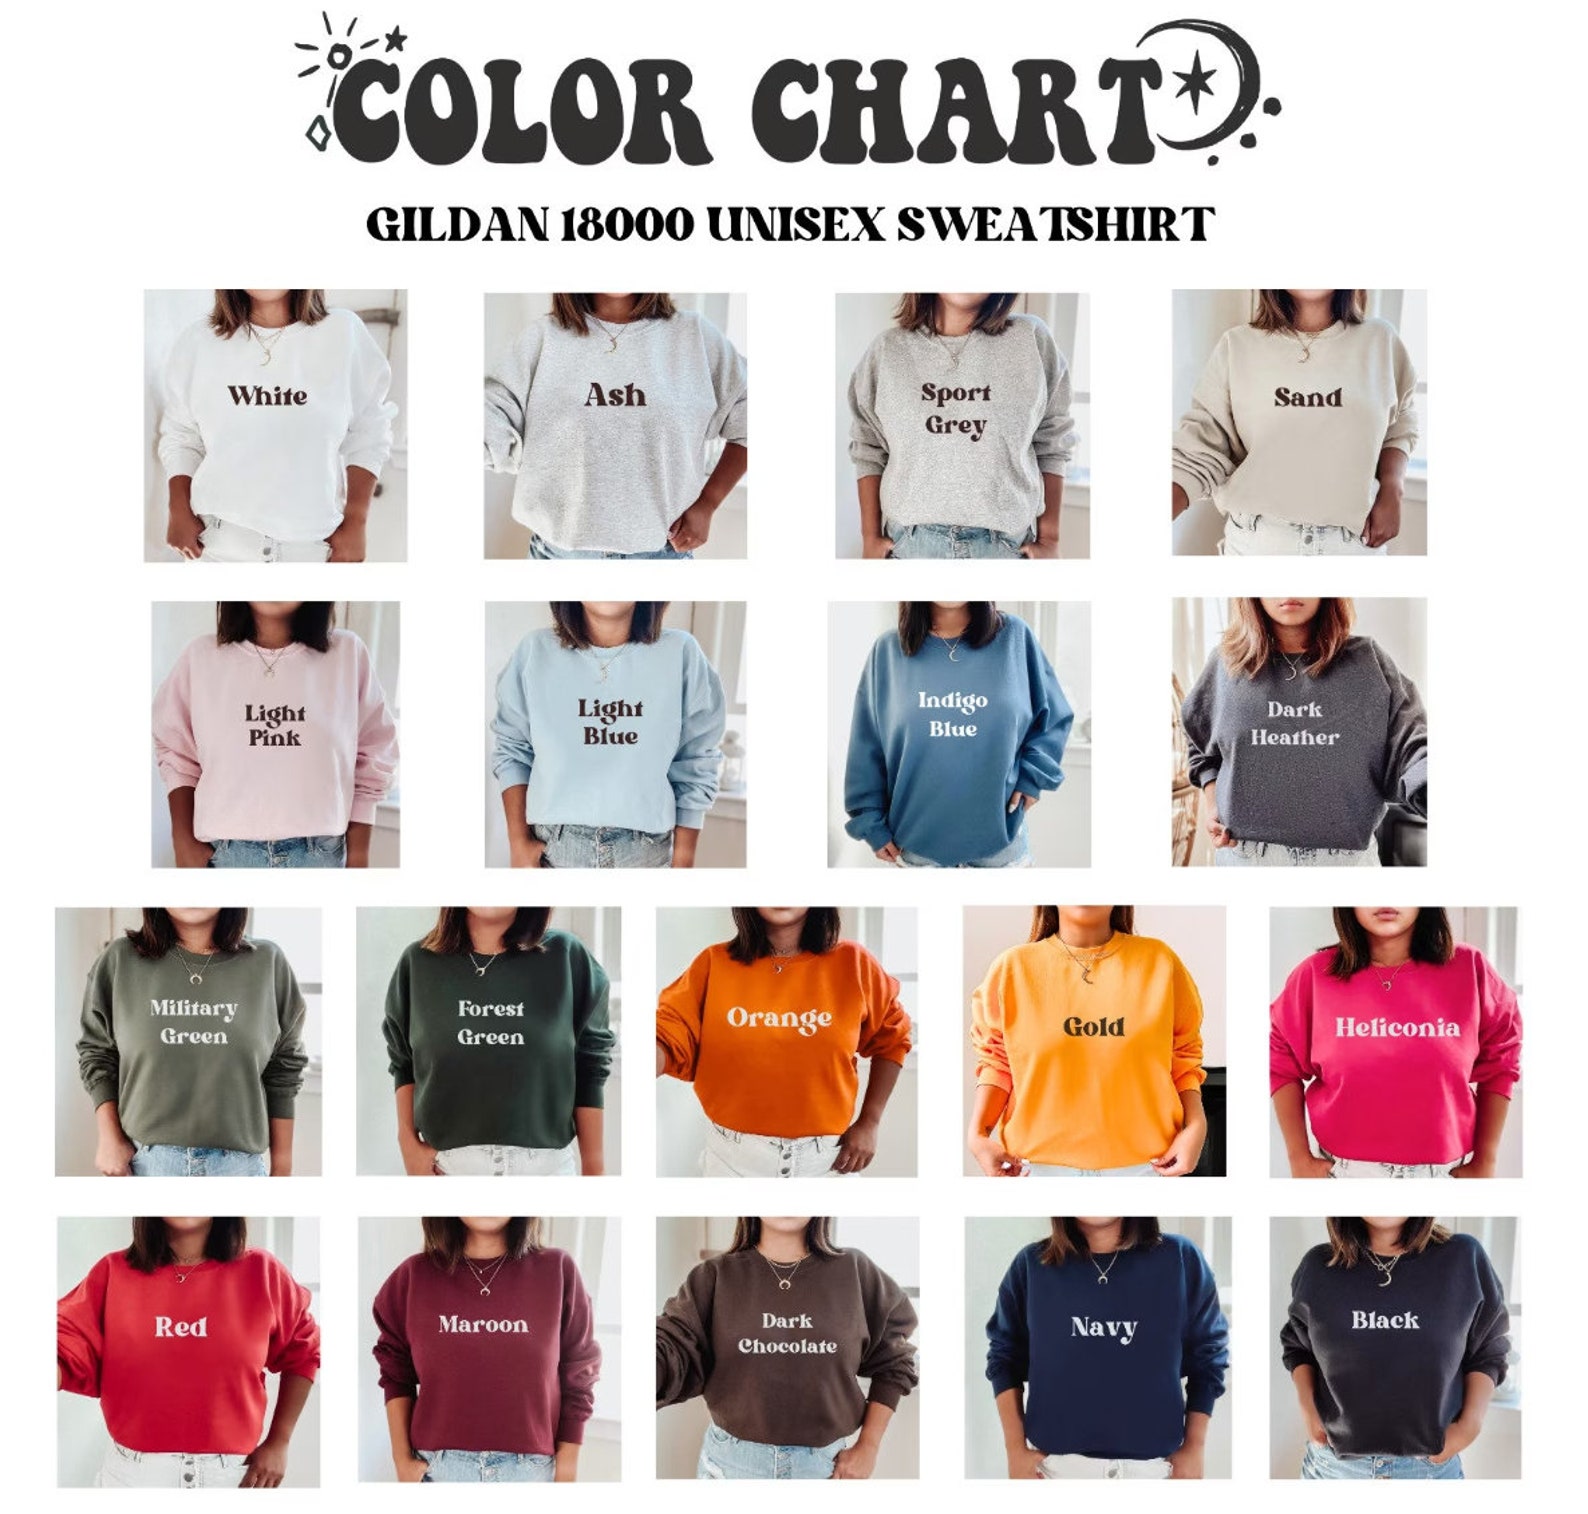 COLOR CHART
GILDAN 18000 UNISEX SWEATSHIRT
White
Ash
Sport
Grey
Sand
Light
Pink
Light
Blue
Indigo
Blue
Dark
Heather
Military
Green
Forest
Green
Orange
Gold
Heliconia
Red
Maroon
Dark
Chocolate
Navy
Black